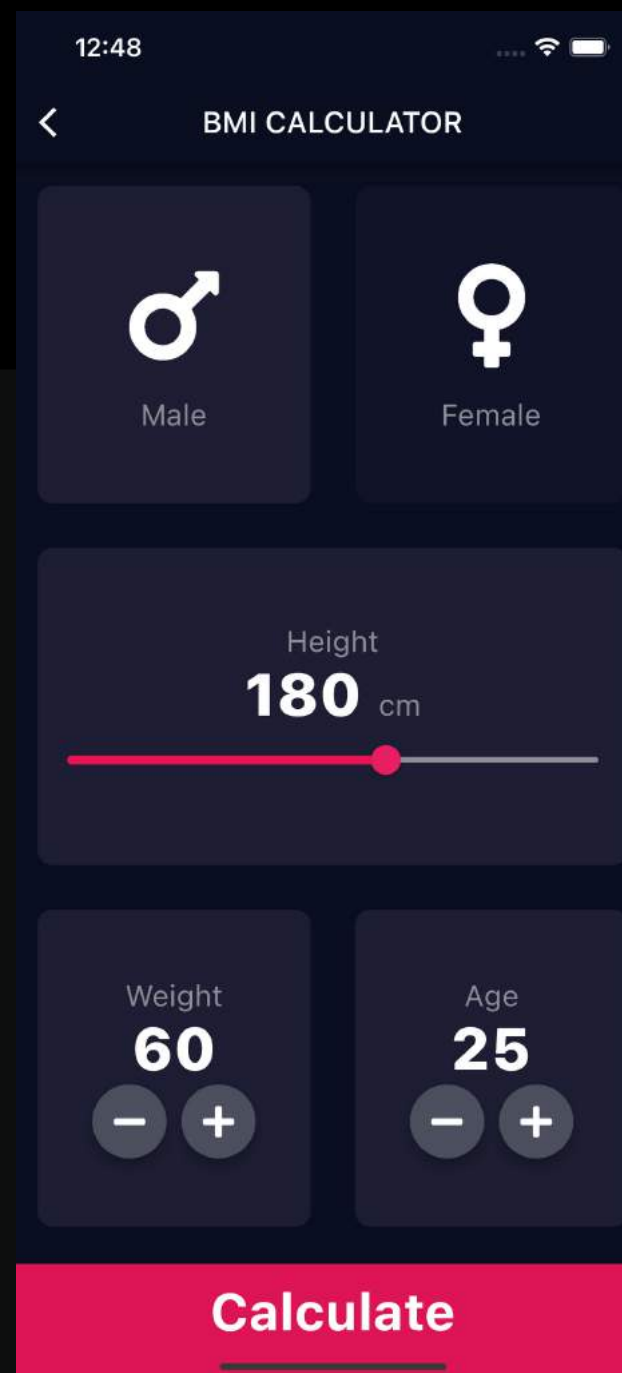 12:48
BMI CALCULATOR
Male
Female
Height
180 cm
Weight
60
Age
25
Calculate